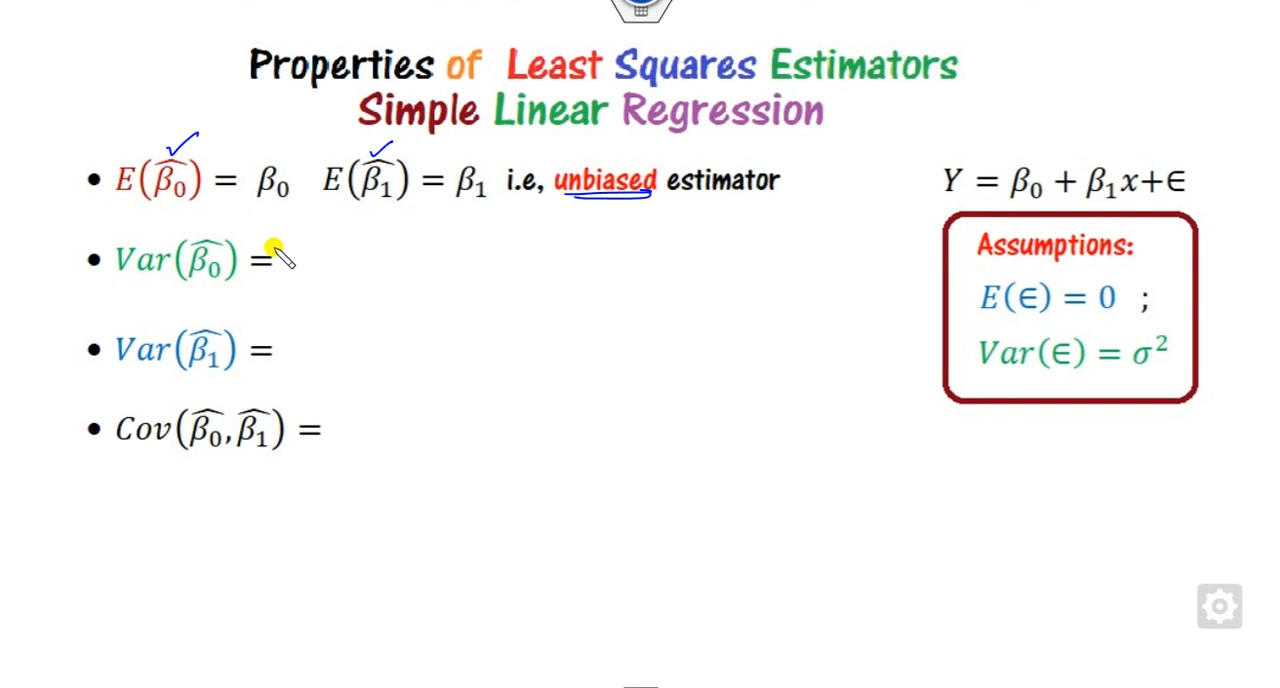 Properties of Least Squares Estimators
Simple Linear Regression
• E(β̂₀) = β₀ E(β̂₁) = β₁ i.e, unbiased estimator
Y = β₀ + β₁x+∈
• Var(β̂₀) =
• Var(β̂₁) =
• Cov(β̂₀,β̂₁) =
Assumptions:
E(∈) = 0 ;
Var(∈) = σ²